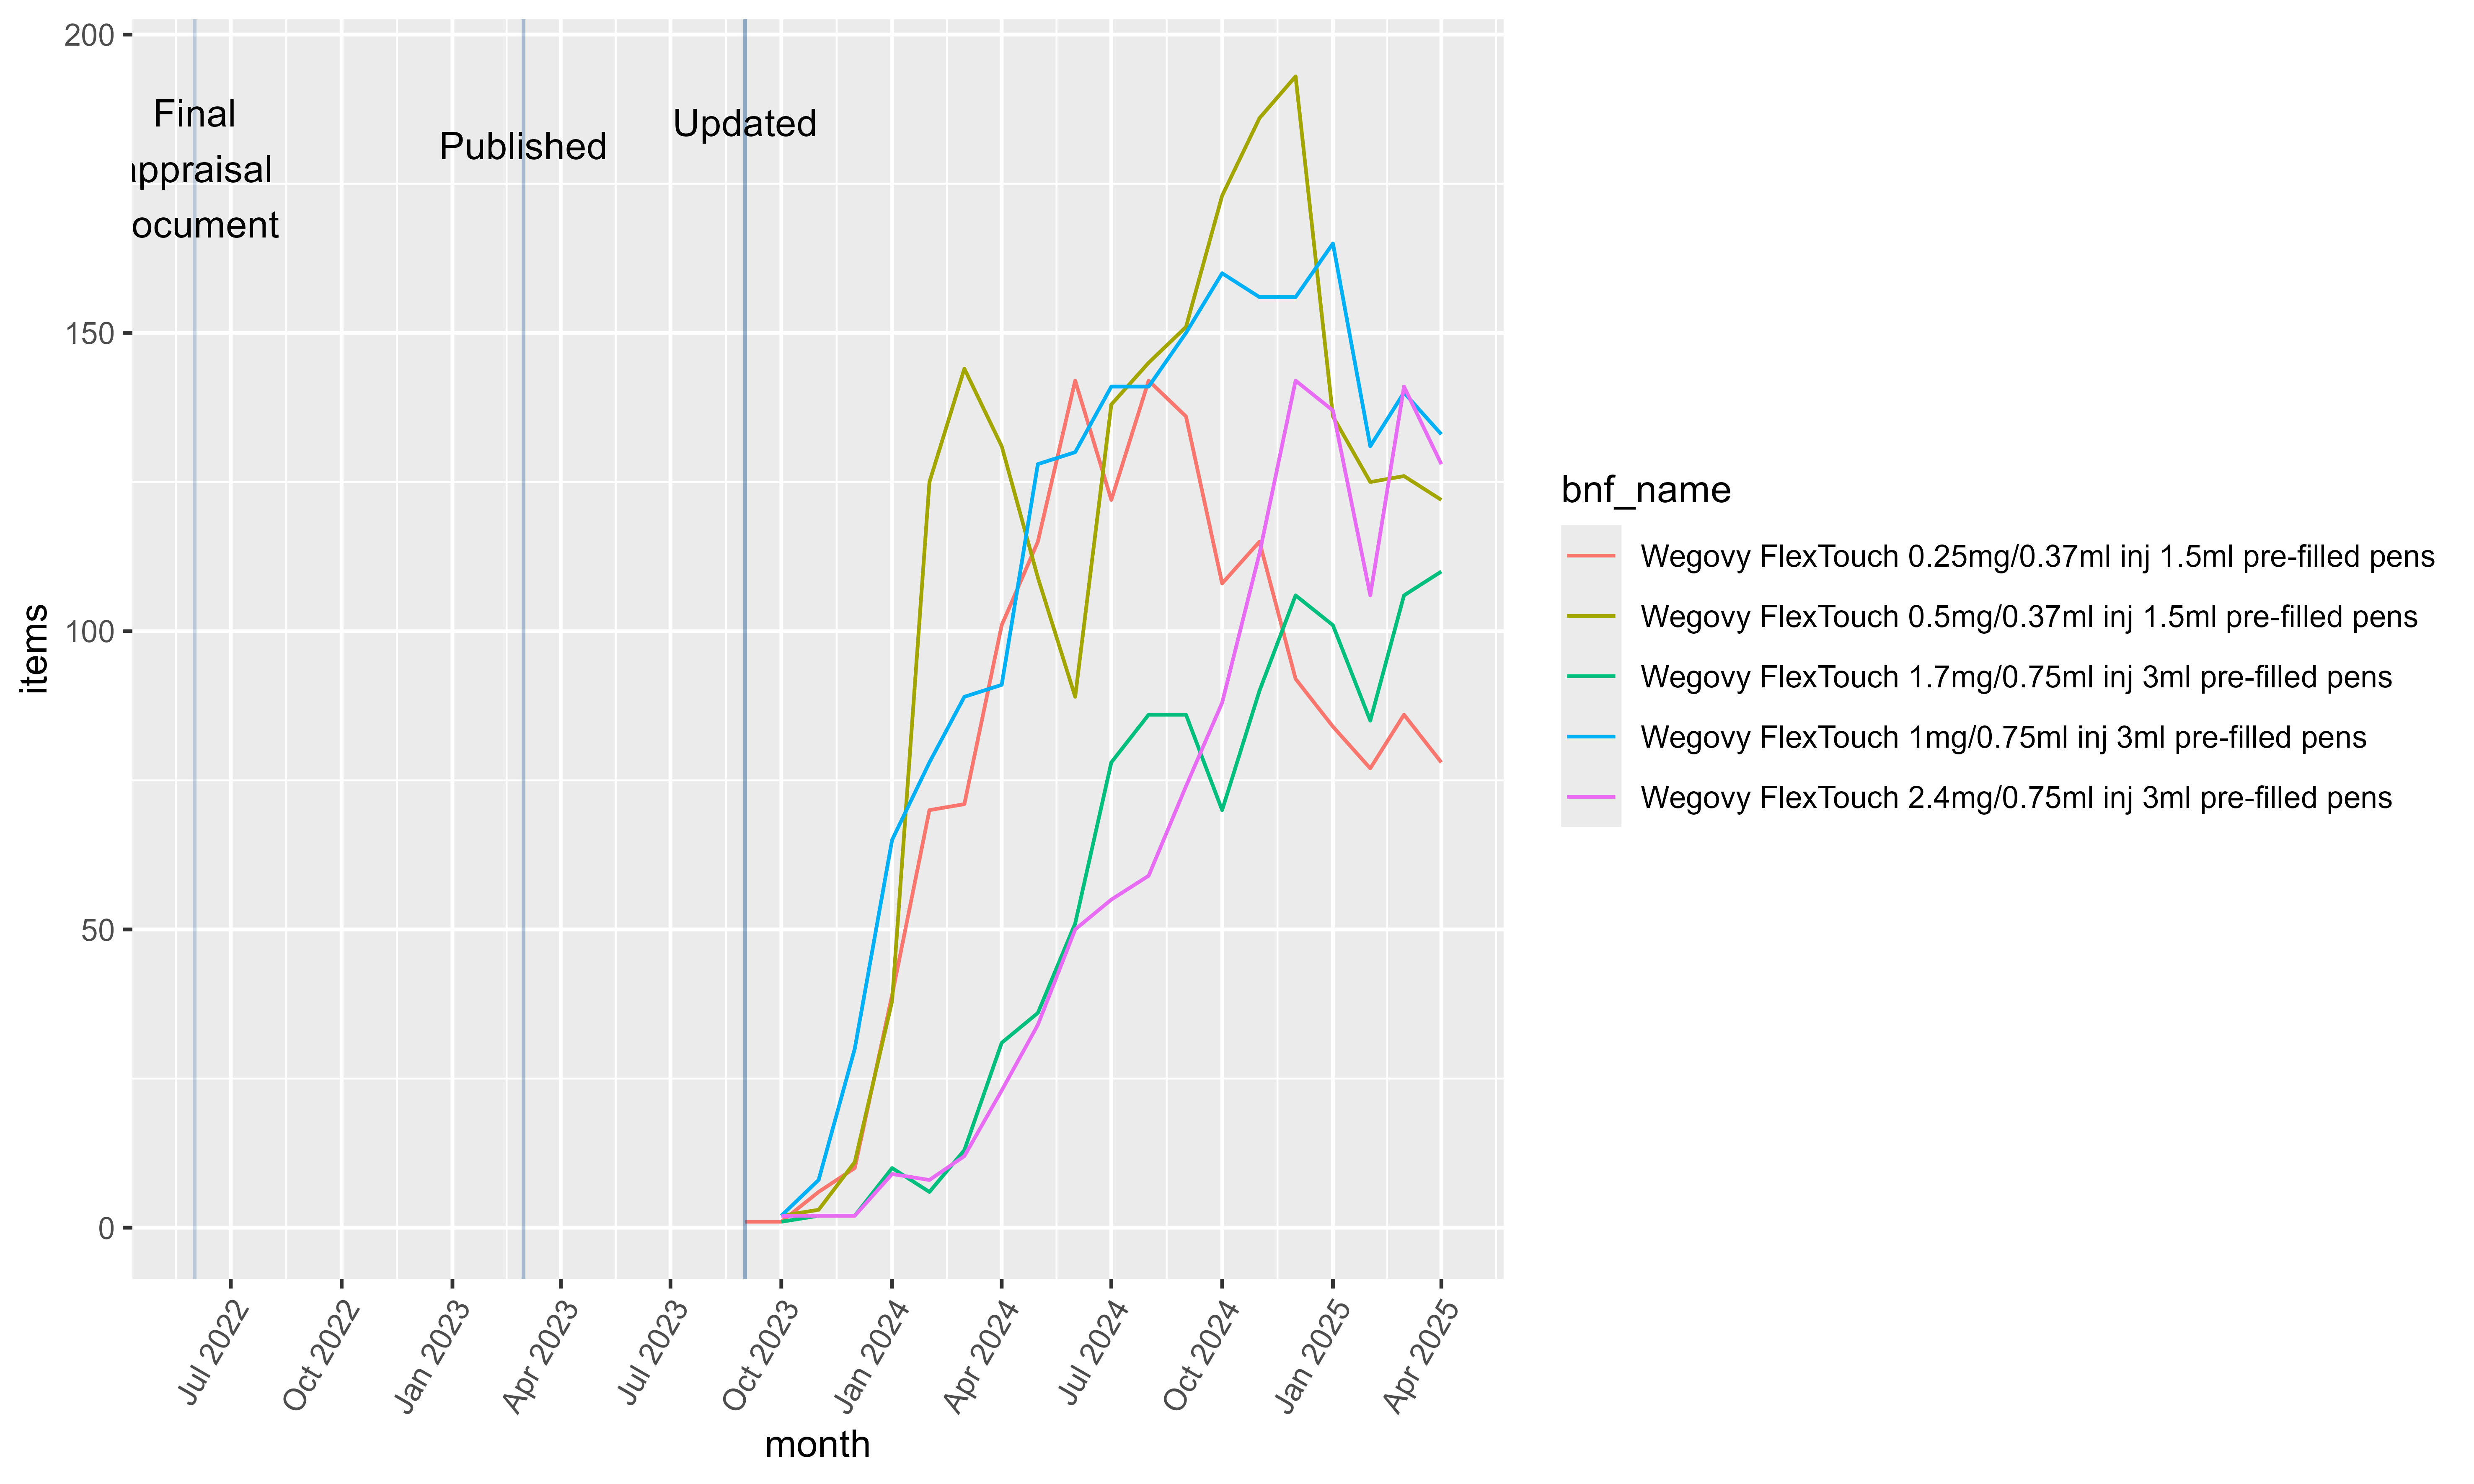 200
150
100
50
0
items
Final
ppraisal
ocument
Published
Updated
Jul 2022
Oct 2022
Jan 2023
Apr 2023
Jul 2023
Oct 2023
Jan 2024
Apr 2024
Jul 2024
Oct 2024
Jan 2025
Apr 2025
month
bnf_name
Wegovy FlexTouch 0.25mg/0.37ml inj 1.5ml pre-filled pens
Wegovy FlexTouch 0.5mg/0.37ml inj 1.5ml pre-filled pens
Wegovy FlexTouch 1.7mg/0.75ml inj 3ml pre-filled pens
Wegovy FlexTouch 1mg/0.75ml inj 3ml pre-filled pens
Wegovy FlexTouch 2.4mg/0.75ml inj 3ml pre-filled pens